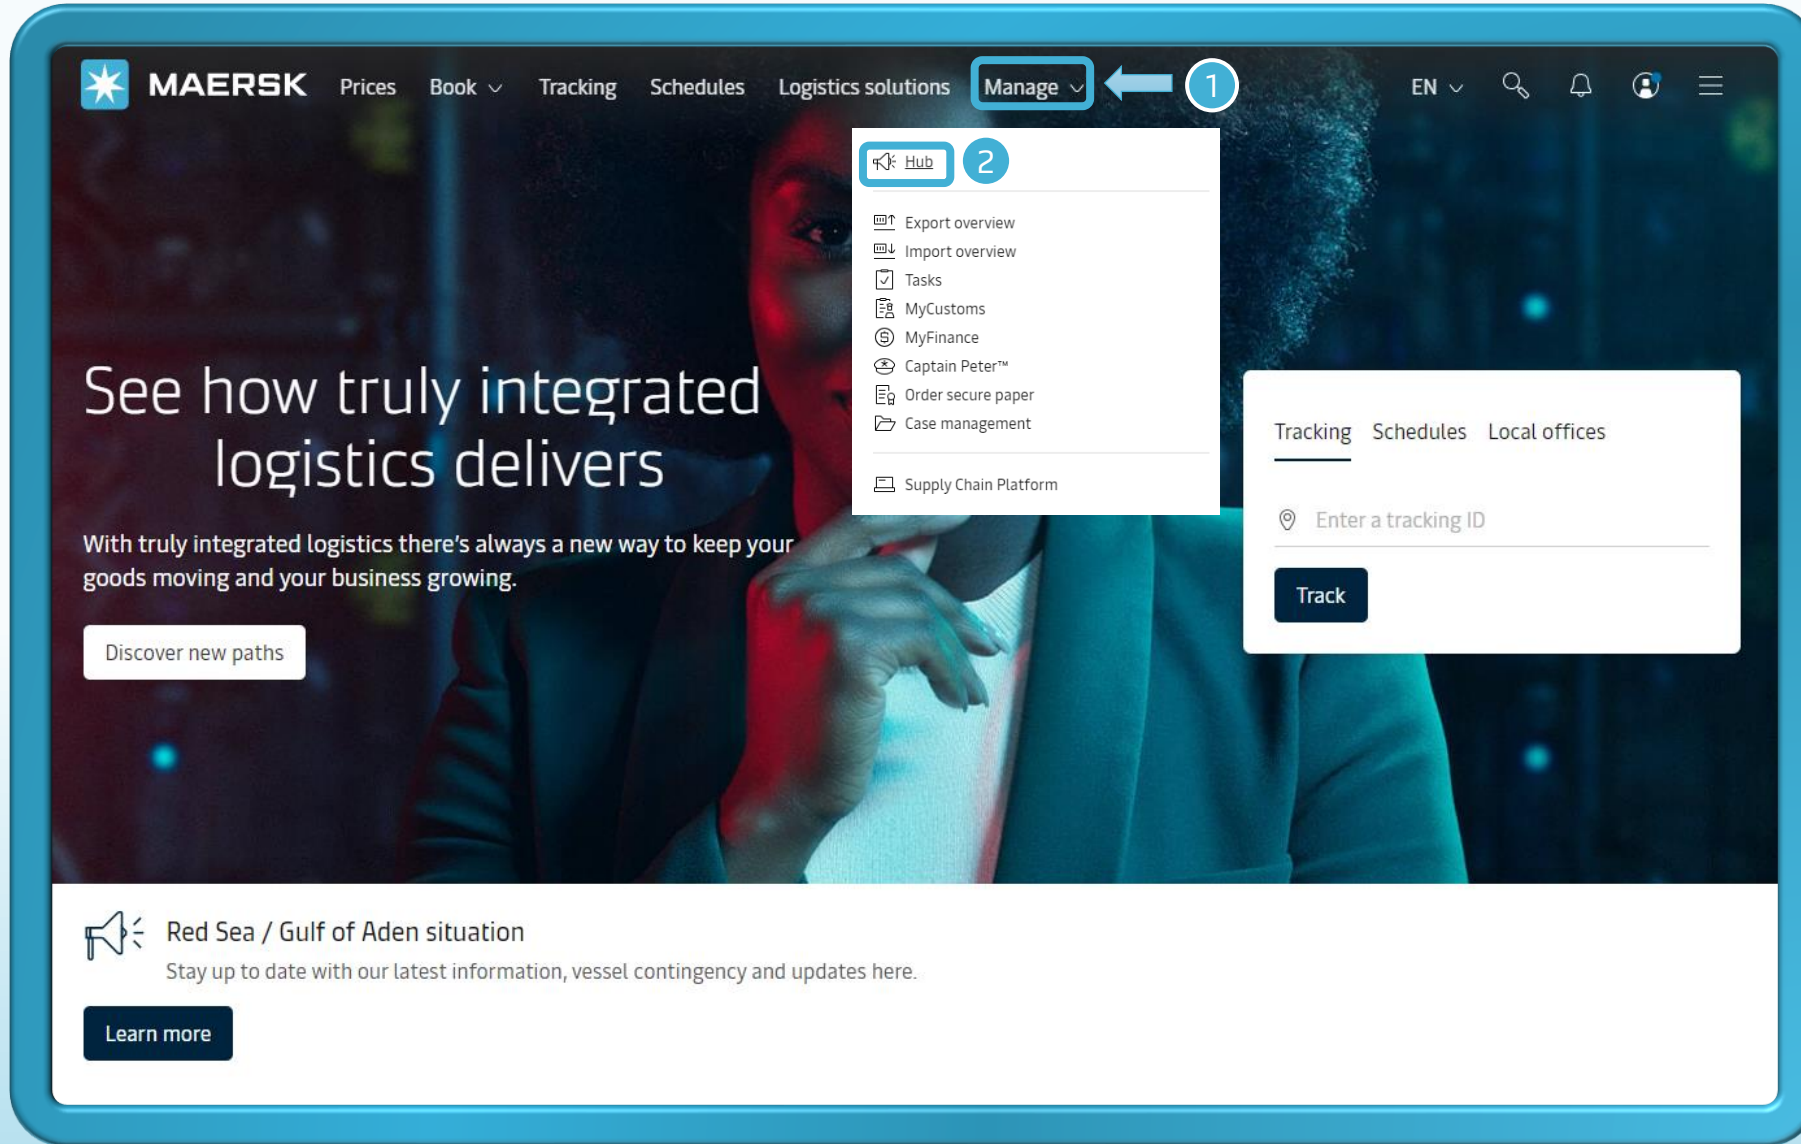 MAERSK Prices Book Tracking Schedules Logistics solutions Manage 1 EN
Hub 2
Export overview
Import overview
Tasks
MyCustoms
MyFinance
Captain Peter™
Order secure paper
Case management
Supply Chain Platform
See how truly integrated
logistics delivers
With truly integrated logistics there's always a new way to keep your
goods moving and your business growing.
Discover new paths
Tracking Schedules Local offices
Enter a tracking ID
Track
Red Sea / Gulf of Aden situation
Stay up to date with our latest information, vessel contingency and updates here.
Learn more